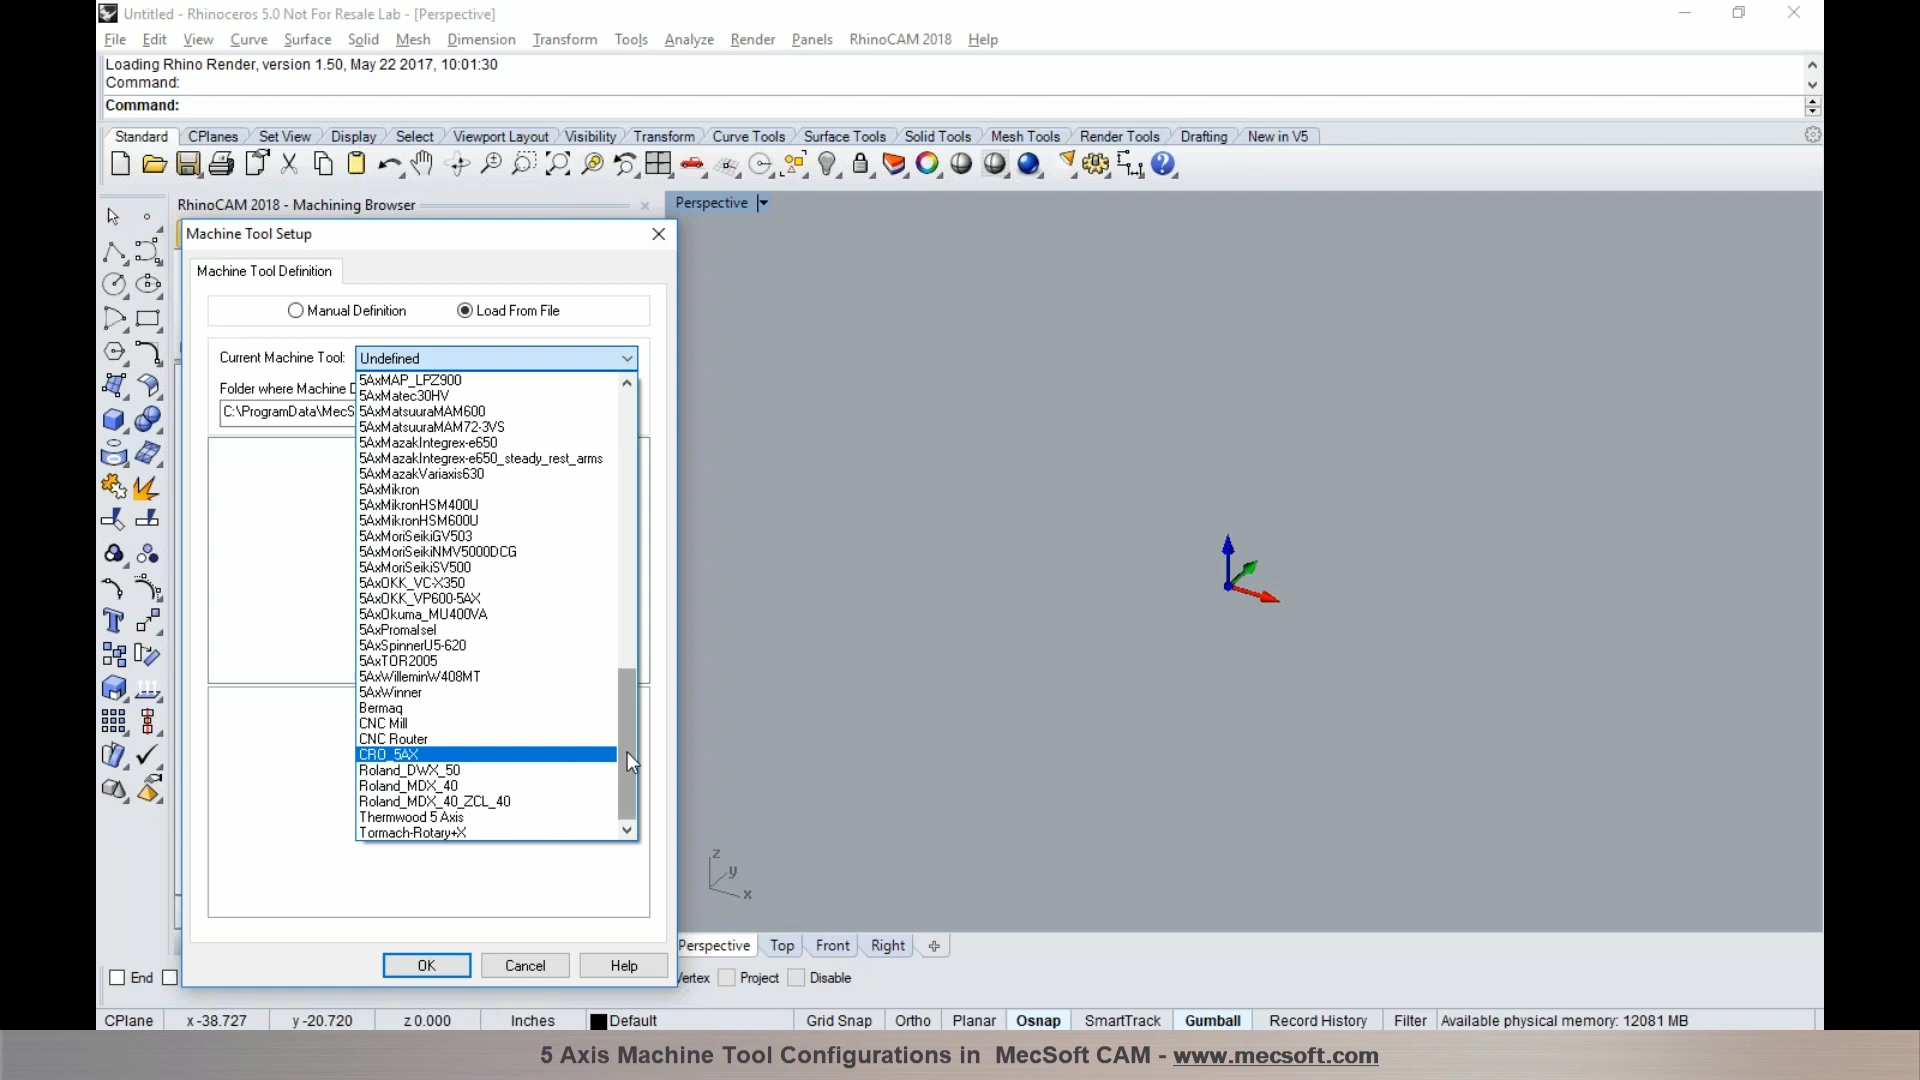 Untitled - Rhinoceros 5.0 Not For Resale Lab - [Perspective]
File Edit View Curve Surface Solid Mesh Dimension Transform Tools Analyze Render Panels RhinoCAM 2018 Help
Loading Rhino Render, version 1.50, May 22 2017, 10:01:30
Command:
Command:
Standard CPlanes Set View Display Select Viewport Layout Visibility Transform Curve Tools Surface Tools Solid Tools Mesh Tools Render Tools Drafting New in V5
RhinoCAM 2018 - Machining Browser
Perspective
Machine Tool Setup
Machine Tool Definition
Manual Definition Load From File
Current Machine Tool: Undefined
Folder where Machine D
C:\ProgramData\MecS
5AxMAP_LPZ900
5AxMatec30HV
5AxMatsuuraMAM600
5AxMatsuuraMAM72-3VS
5AxMazakIntegrex-e650
5AxMazakIntegrex-e650_steady_rest_arms
5AxMazakVariaxis630
5AxMikron
5AxMikronHSM400U
5AxMikronHSM600U
5AxMoriSeikiGV503
5AxMoriSeikiNMV5000DCG
5AxMoriSeikiSV500
5AxOKK_VC-X350
5AxOKK_VP600-5AX
5AxOkuma_MU400VA
5AxPromaIsel
5AxSpinnerU5-620
5AxTOR2005
5AxWilleminW408MT
5AxWinner
Bermaq
CNC Mill
CNC Router
CRO_5AX
Roland_DWX_50
Roland_MDX_40
Roland_MDX_40_ZCL_40
Thermwood 5 Axis
Tormach-Rotary+X
z
y
x
OK Cancel Help
Perspective Top Front Right
End Vertex Project Disable
CPlane x -38.727 y -20.720 z 0.000 Inches Default Grid Snap Ortho Planar Osnap SmartTrack Gumball Record History Filter Available physical memory: 12081 MB
5 Axis Machine Tool Configurations in MecSoft CAM - www.mecsoft.com